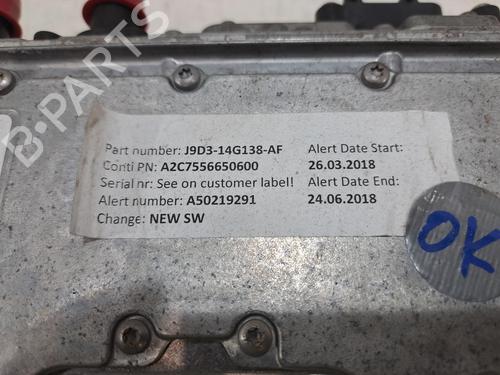 Part number: J9D3-14G138-AF Alert Date Start:
Conti PN: A2C7556650600 26.03.2018
Serial nr: See on customer label! Alert Date End:
Alert number: A50219291 24.06.2018
Change: NEW SW
OK
B-PARTS